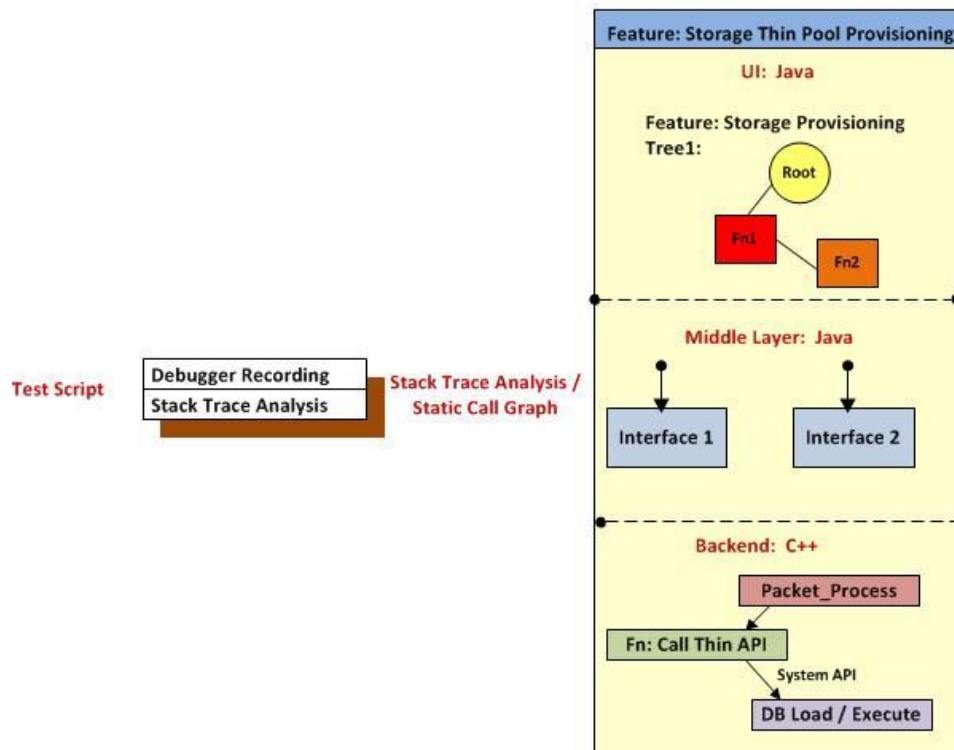 Feature: Storage Thin Pool Provisioning
UI: Java
Feature: Storage Provisioning
Tree1:
Root
Fn1
Fn2
Middle Layer: Java
Interface 1
Interface 2
Backend: C++
Packet_Process
Fn: Call Thin API
System API
DB Load / Execute
Test Script
Debugger Recording
Stack Trace Analysis
Stack Trace Analysis /
Static Call Graph